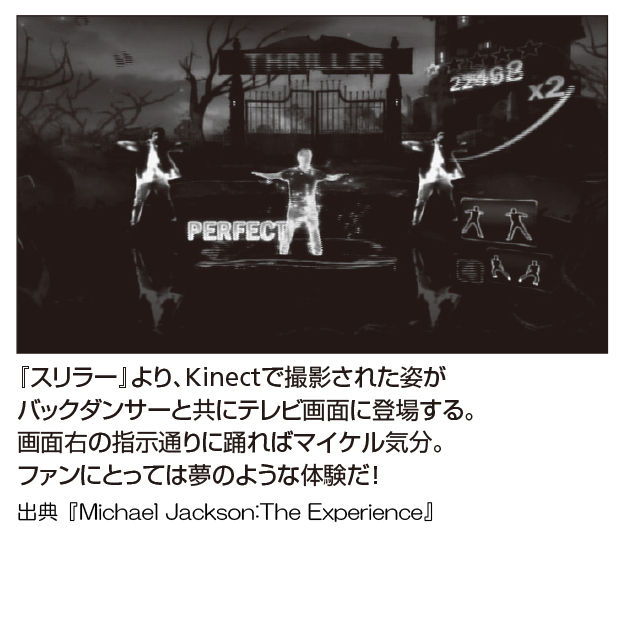 THRILLER
22468
x2
PERFECT
『スリラー』より、Kinectで撮影された姿が
バックダンサーと共にテレビ画面に登場する。
画面右の指示通りに踊ればマイケル気分。
ファンにとっては夢のような体験だ！
出典『Michael Jackson:The Experience』